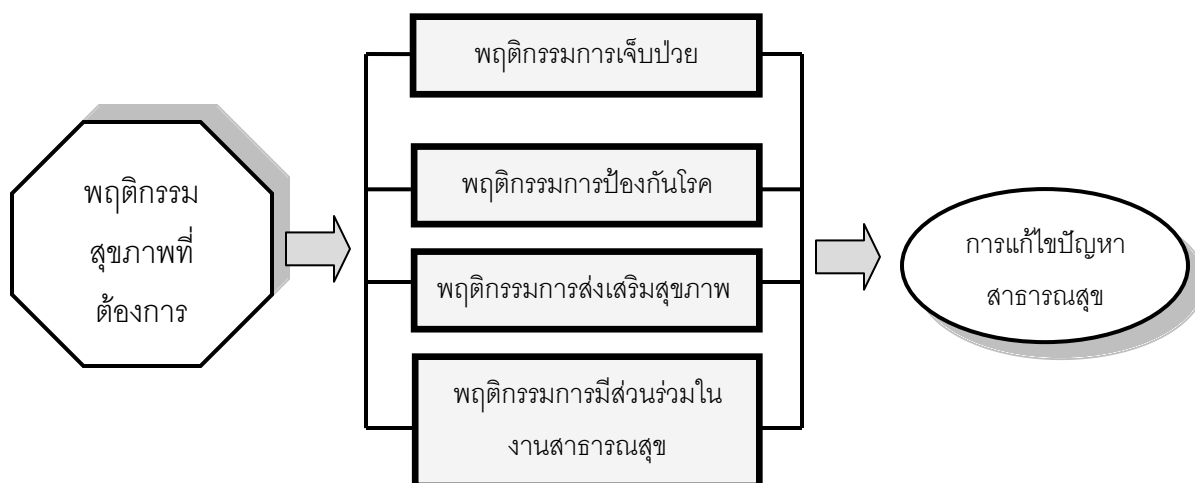 พฤติกรรม
สุขภาพที่
ต้องการ
พฤติกรรมการเจ็บป่วย
พฤติกรรมการป้องกันโรค
พฤติกรรมการส่งเสริมสุขภาพ
พฤติกรรมการมีส่วนร่วมใน
งานสาธารณสุข
การแก้ไขปัญหา
สาธารณสุข